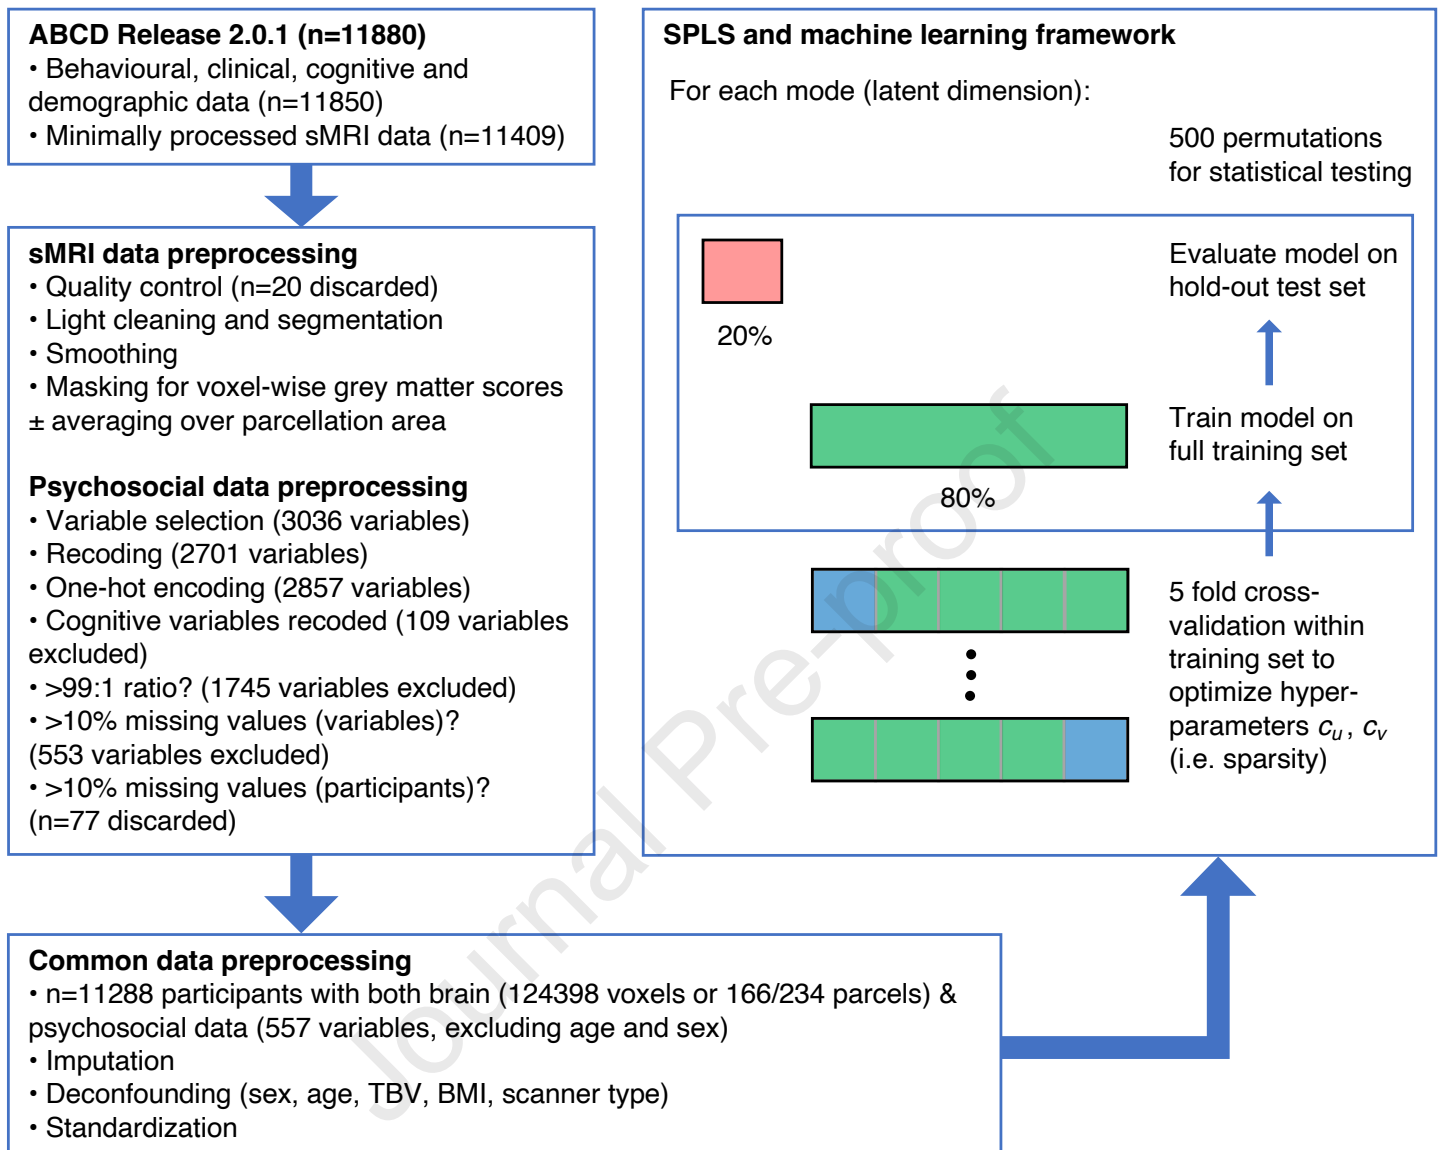 ABCD Release 2.0.1 (n=11880)
• Behavioural, clinical, cognitive and
demographic data (n=11850)
• Minimally processed sMRI data (n=11409)
sMRI data preprocessing
• Quality control (n=20 discarded)
• Light cleaning and segmentation
• Smoothing
• Masking for voxel-wise grey matter scores
± averaging over parcellation area
Psychosocial data preprocessing
• Variable selection (3036 variables)
• Recoding (2701 variables)
• One-hot encoding (2857 variables)
• Cognitive variables recoded (109 variables
excluded)
• >99:1 ratio? (1745 variables excluded)
• >10% missing values (variables)?
(553 variables excluded)
• >10% missing values (participants)?
(n=77 discarded)
Common data preprocessing
• n=11288 participants with both brain (124398 voxels or 166/234 parcels) &
psychosocial data (557 variables, excluding age and sex)
• Imputation
• Deconfounding (sex, age, TBV, BMI, scanner type)
• Standardization
SPLS and machine learning framework
For each mode (latent dimension):
500 permutations
for statistical testing
Evaluate model on
hold-out test set
20%
Train model on
full training set
80%
5 fold cross-
validation within
training set to
optimize hyper-
parameters c_u, c_v
(i.e. sparsity)
Journal Pre-proof